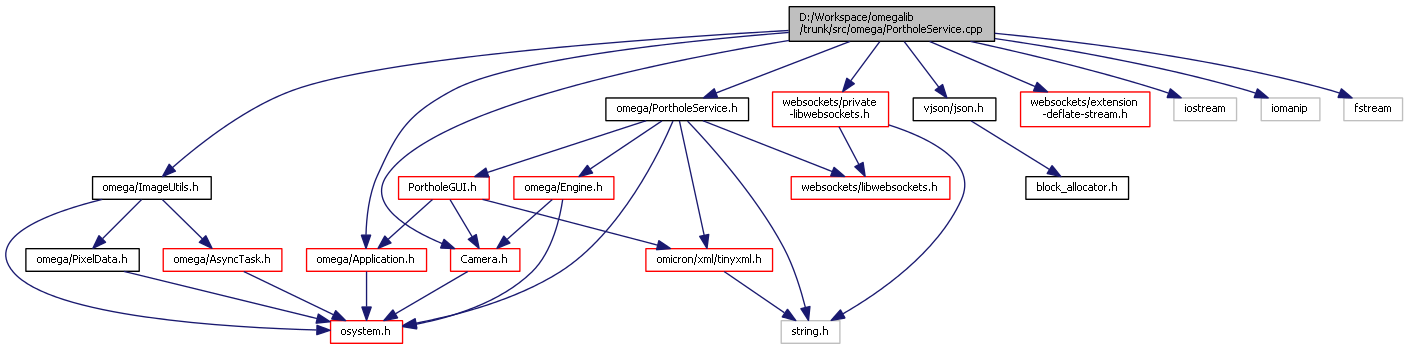 D:/Workspace/omegalib
/trunk/src/omega/PortholeService.cpp
omega/PortholeService.h
websockets/private
-libwebsockets.h
vjson/json.h
websockets/extension
-deflate-stream.h
iostream
iomanip
fstream
omega/ImageUtils.h
PortholeGUI.h
omega/Engine.h
websockets/libwebsockets.h
block_allocator.h
omega/PixelData.h
omega/AsyncTask.h
omega/Application.h
Camera.h
omicron/xml/tinyxml.h
osystem.h
string.h